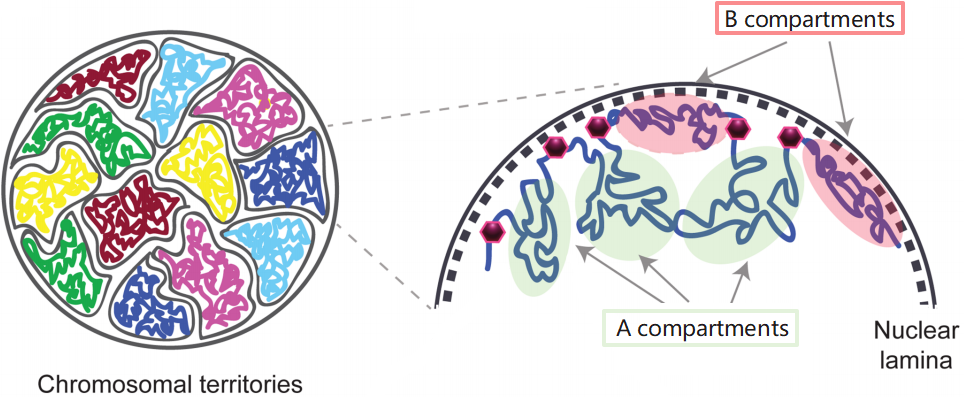 B compartments
A compartments
Nuclear
lamina
Chromosomal territories